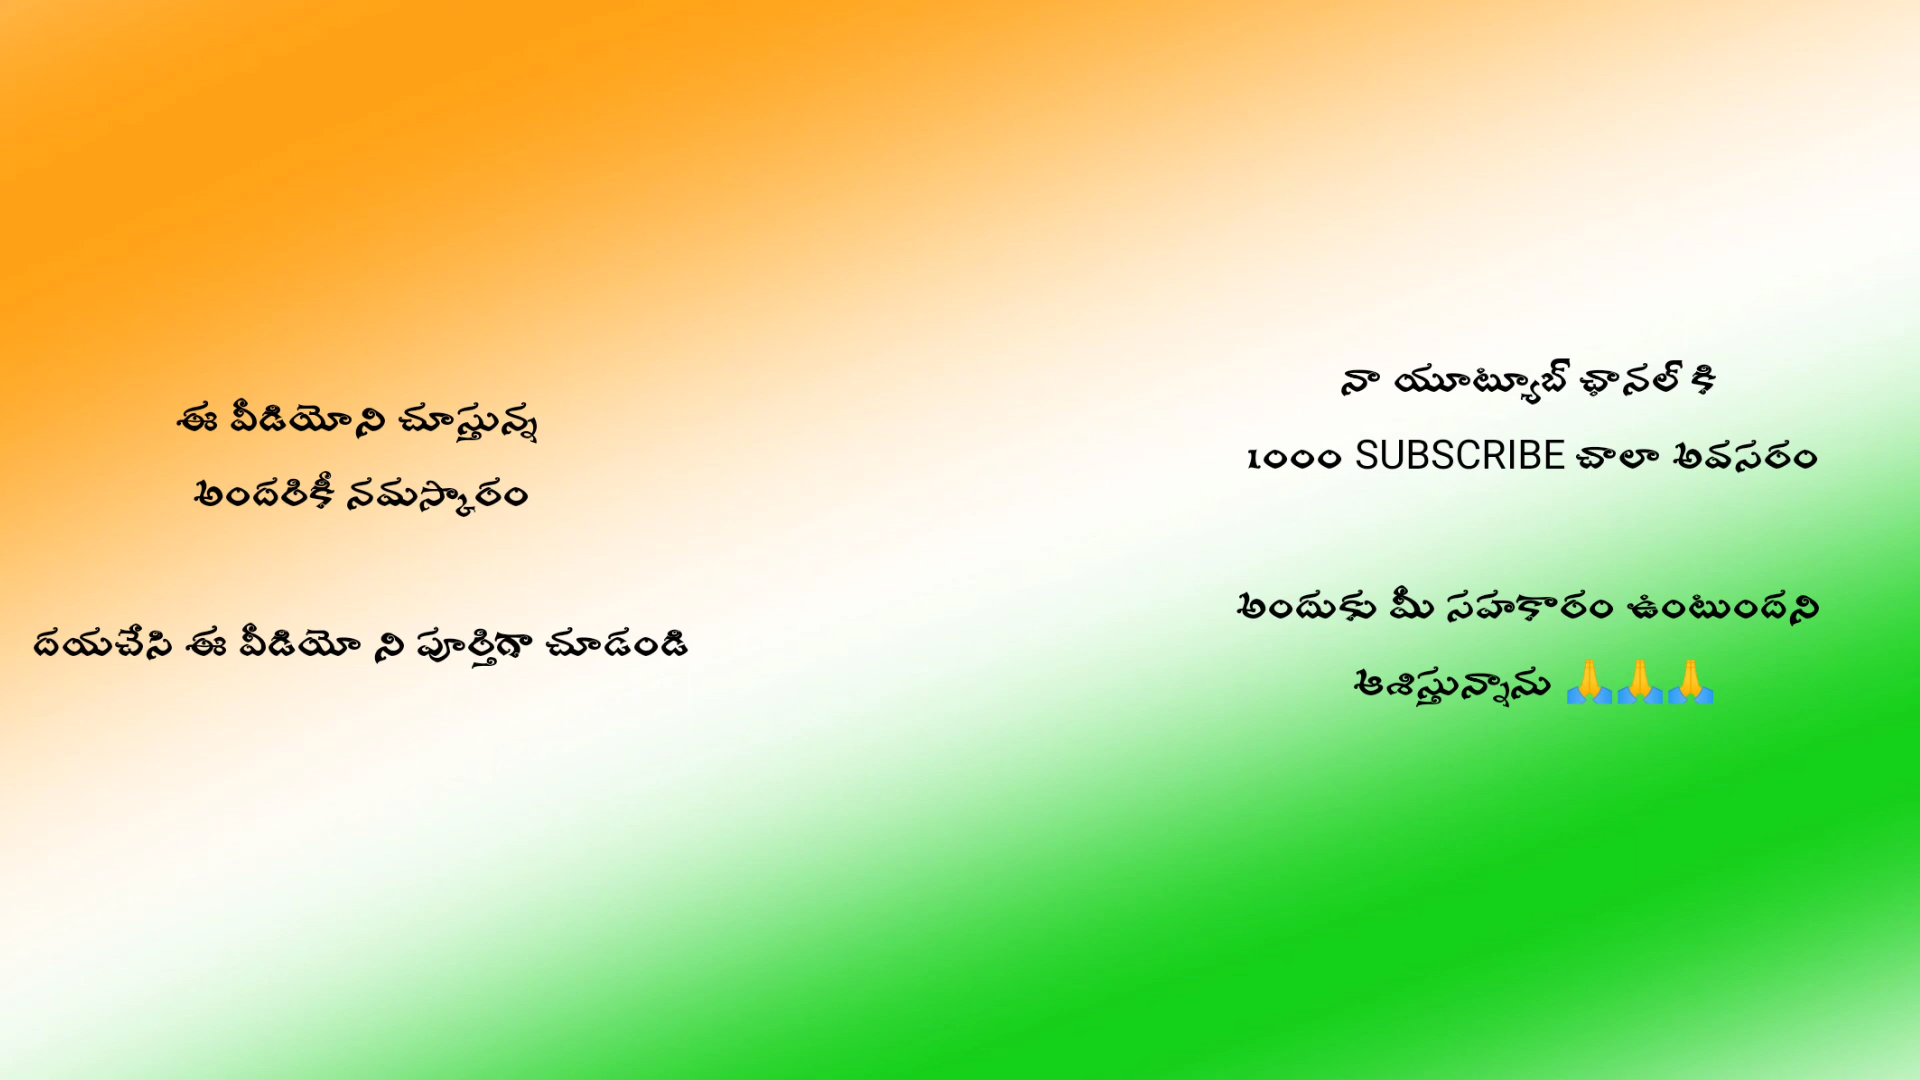 ఈ వీడియోని చూస్తున్న
అందరికీ నమస్కారం
దయచేసి ఈ వీడియో ని పూర్తిగా చూడండి
నా యూట్యూబ్ ఛానల్ కి
1000 SUBSCRIBE చాలా అవసరం
అందుకు మీ సహకారం ఉంటుందని
ఆశిస్తున్నాను 🙏🙏🙏